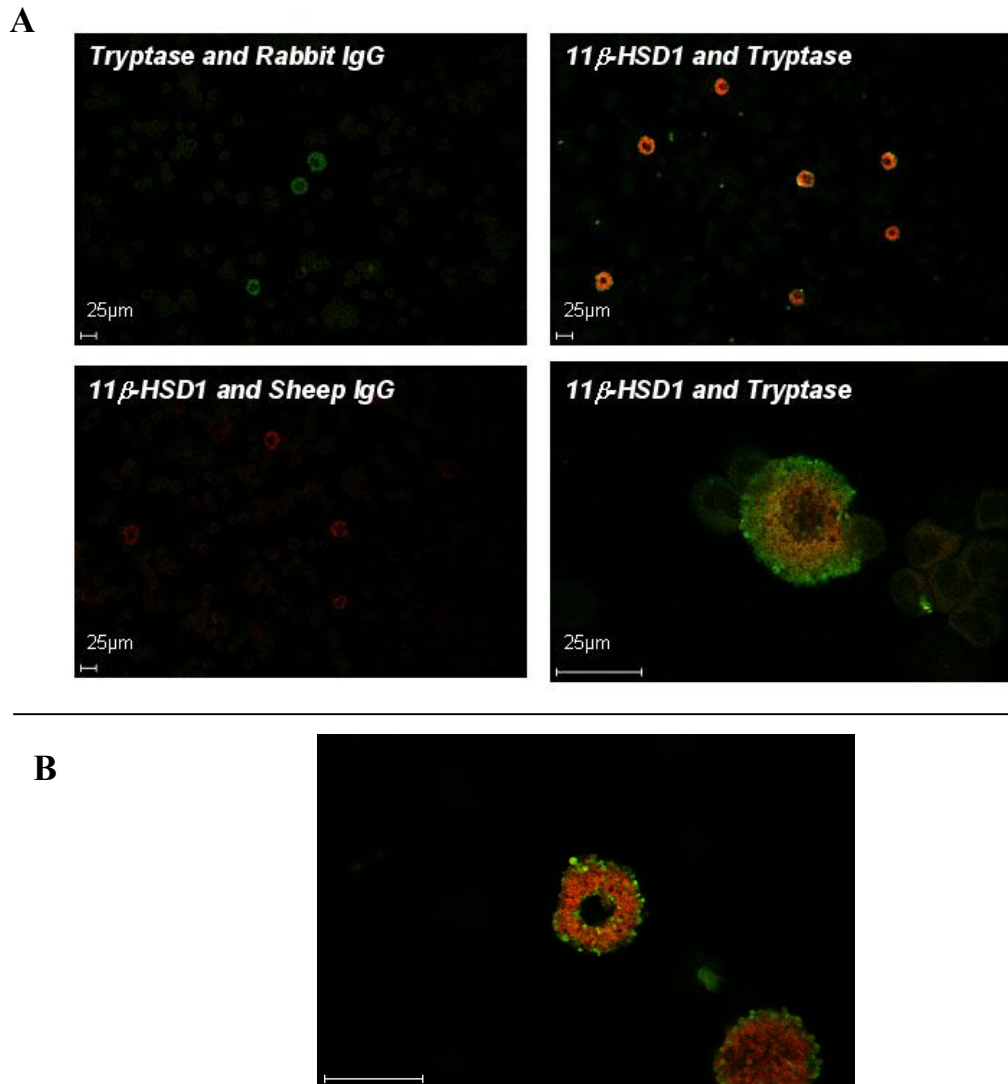 A
Tryptase and Rabbit IgG
25µm
11β-HSD1 and Tryptase
25µm
11β-HSD1 and Sheep IgG
25µm
11β-HSD1 and Tryptase
25µm
B